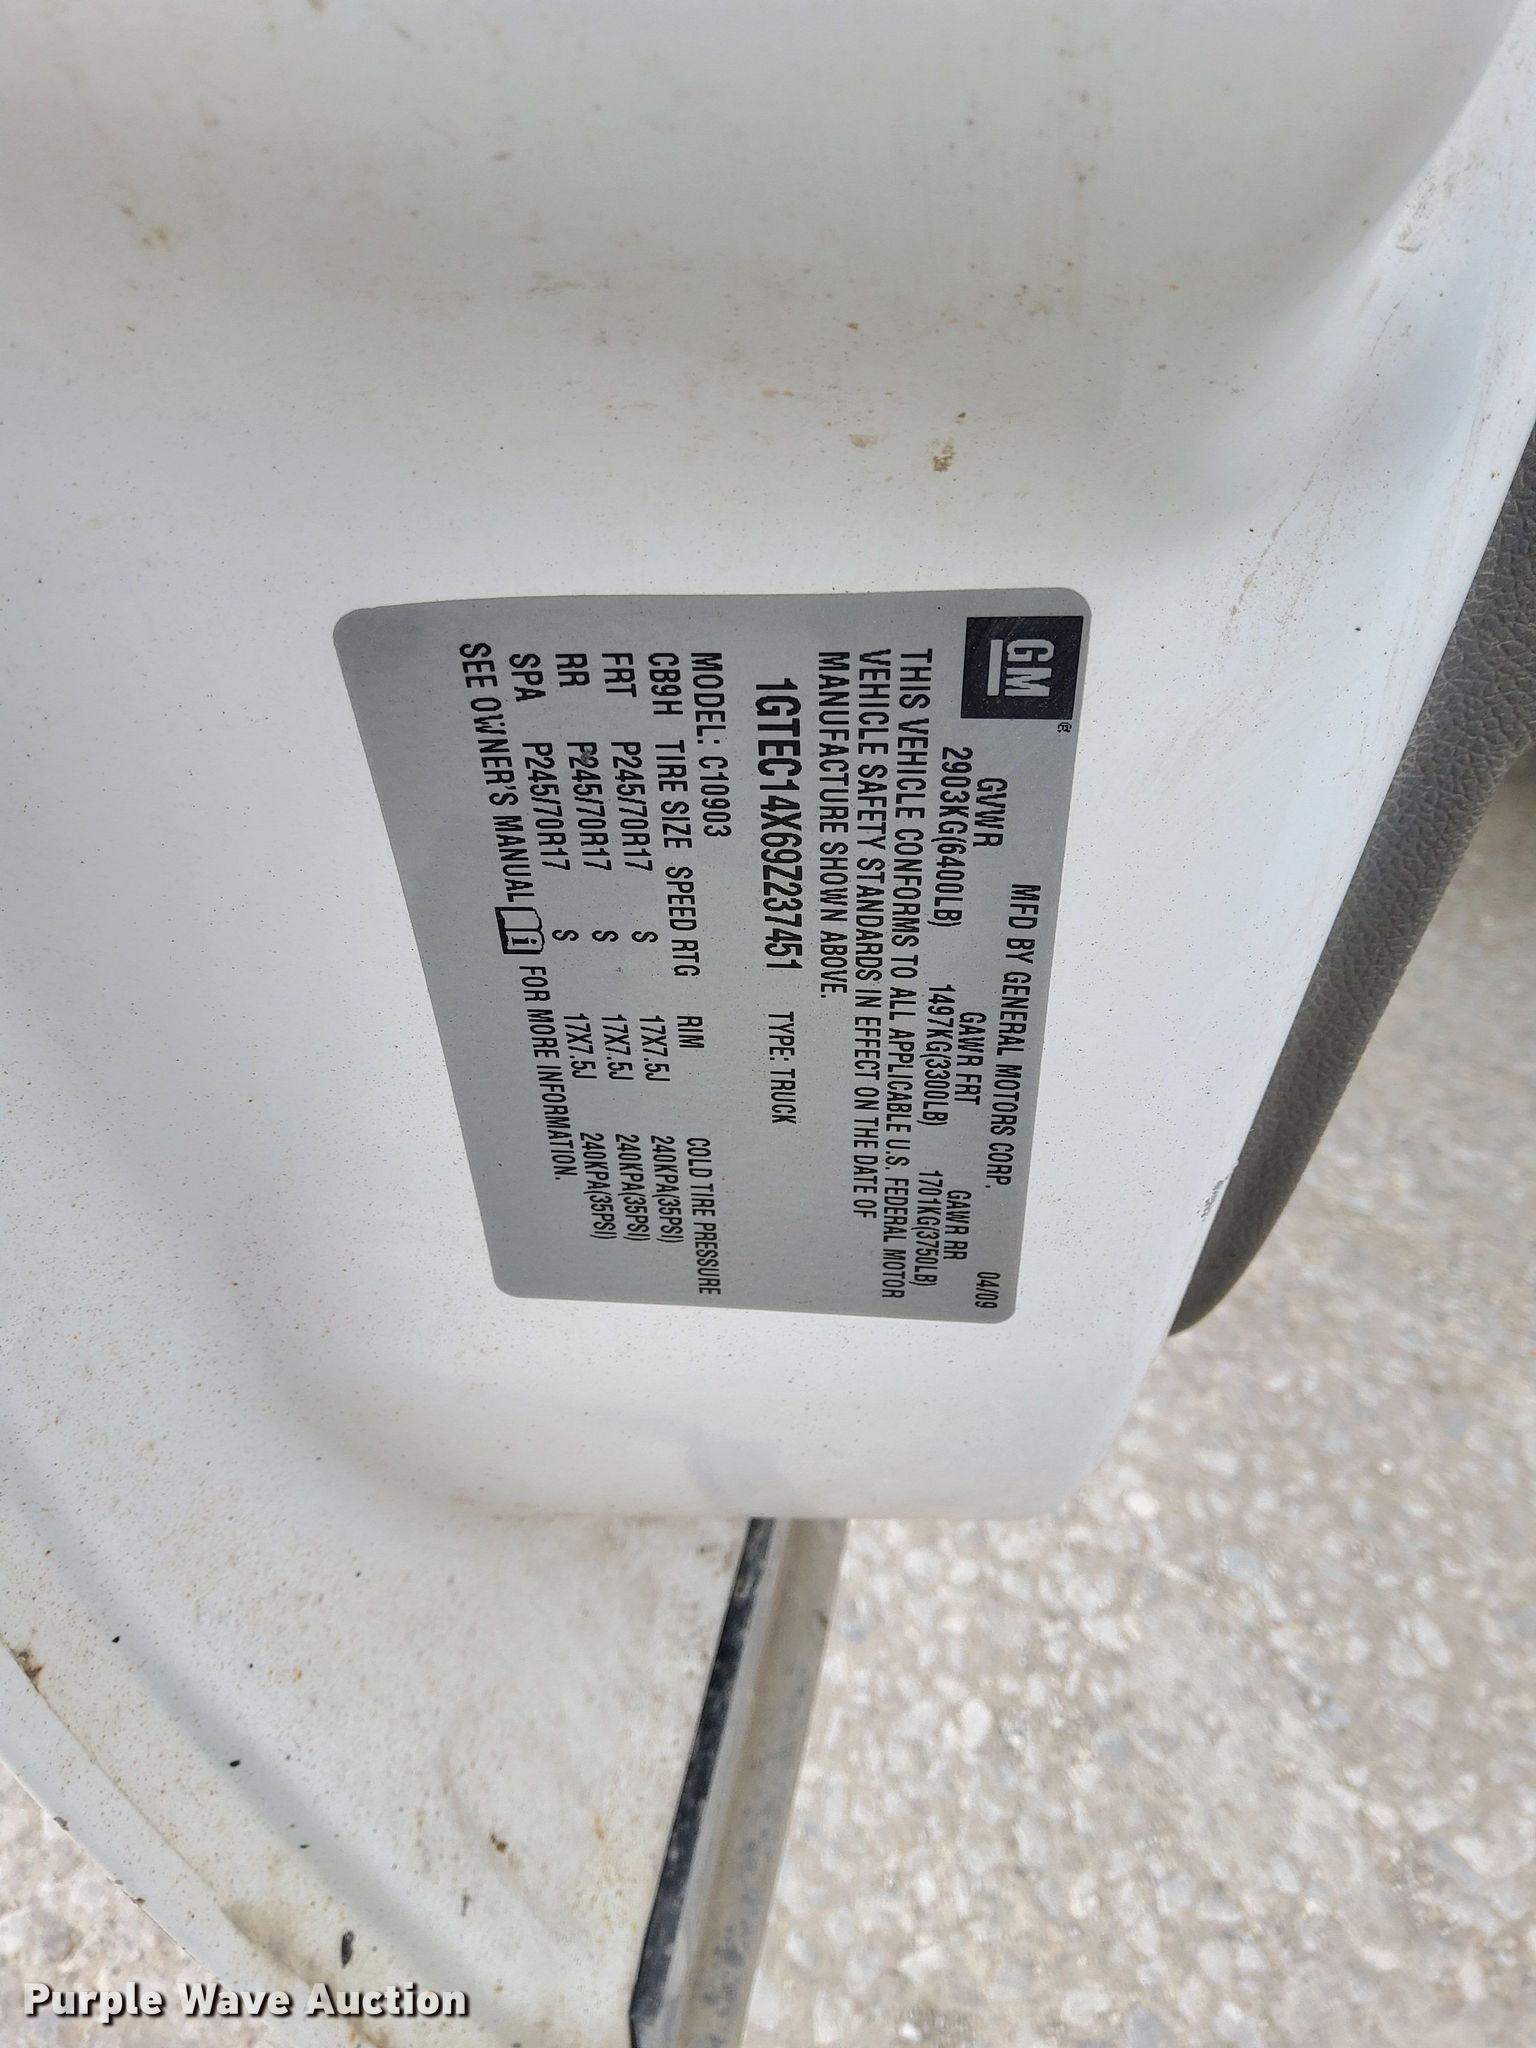 GM
MFD BY GENERAL MOTORS CORP. 04/09
GVWR GAWR FRT GAWR RR
2903KG(6400LB) 1497KG(3300LB) 1701KG(3750LB)
THIS VEHICLE CONFORMS TO ALL APPLICABLE U.S. FEDERAL MOTOR
VEHICLE SAFETY STANDARDS IN EFFECT ON THE DATE OF
MANUFACTURE SHOWN ABOVE.
1GTEC14X69Z237451 TYPE: TRUCK
MODEL: C10903
CB9H TIRE SIZE SPEED RTG RIM COLD TIRE PRESSURE
FRT P245/70R17 S 17X7.5J 240KPA(35PSI)
RR P245/70R17 S 17X7.5J 240KPA(35PSI)
SPA P245/70R17 S 17X7.5J 240KPA(35PSI)
SEE OWNER'S MANUAL FOR MORE INFORMATION.
Purple Wave Auction